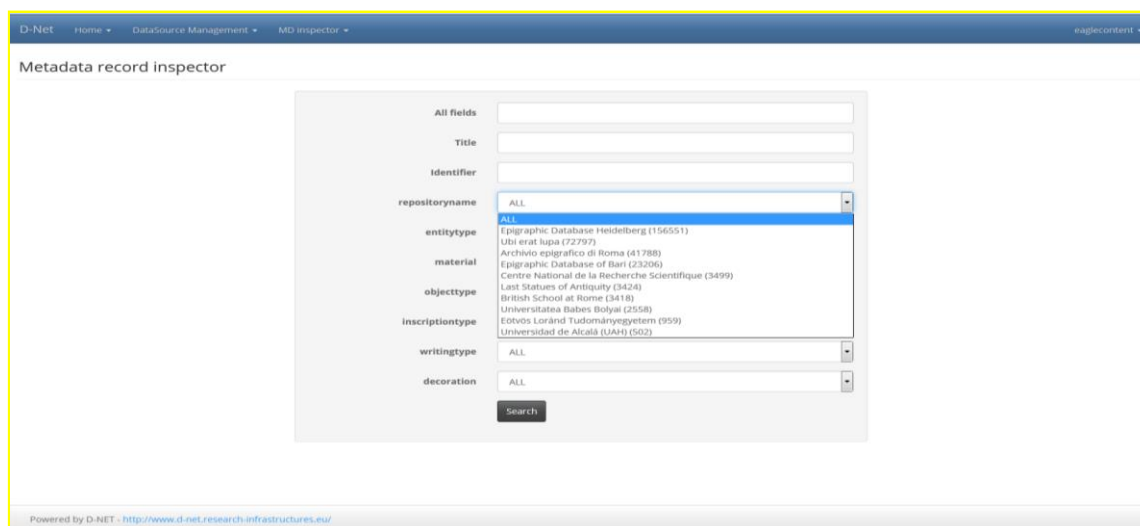 D-Net Home DataSource Management MD inspector eaglecontent
Metadata record inspector
All fields
Title
Identifier
repositoryname ALL
ALL
entitytype Epigraphic Database Heidelberg (156551)
Ubi erat lupa (72797)
Archivio epigrafico di Roma (41788)
material Epigraphic Database of Bari (23206)
Centre National de la Recherche Scientifique (3499)
objecttype Last Statues of Antiquity (3424)
British School at Rome (3418)
Universitatea Babes Bolyai (2558)
inscriptiontype Eötvös Loránd Tudományegyetem (959)
Universidad de Alcalá (UAH) (502)
writingtype ALL
decoration ALL
Search
Powered by D-NET - http://www.d-net.research-infrastructures.eu/